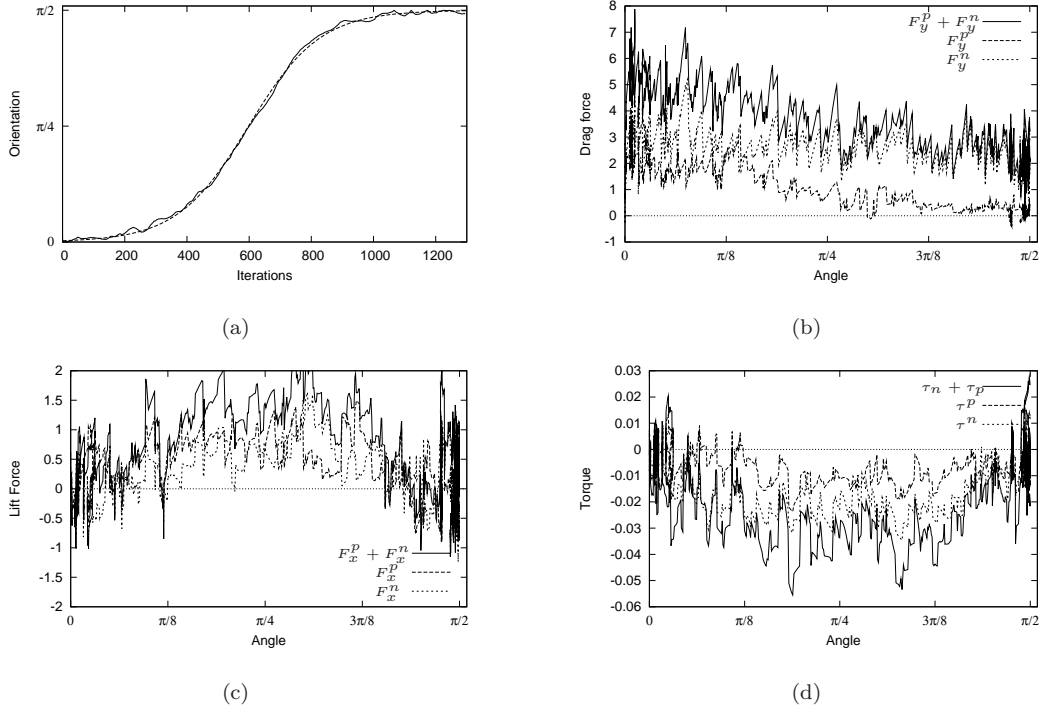 π/2
π/4
0
Orientation
0 200 400 600 800 1000 1200
Iterations
(a)
8
7
6
5
4
3
2
1
0
-1
Drag force
F_y^p + F_y^n
F_y^p
F_y^n
0 π/8 π/4 3π/8 π/2
Angle
(b)
2
1.5
1
0.5
0
-0.5
-1
-1.5
-2
Lift Force
F_x^p + F_x^n
F_x^p
F_x^n
0 π/8 π/4 3π/8 π/2
Angle
(c)
0.03
0.02
0.01
0
-0.01
-0.02
-0.03
-0.04
-0.05
-0.06
Torque
τ_n + τ_p
τ^p
τ^n
0 π/8 π/4 3π/8 π/2
Angle
(d)